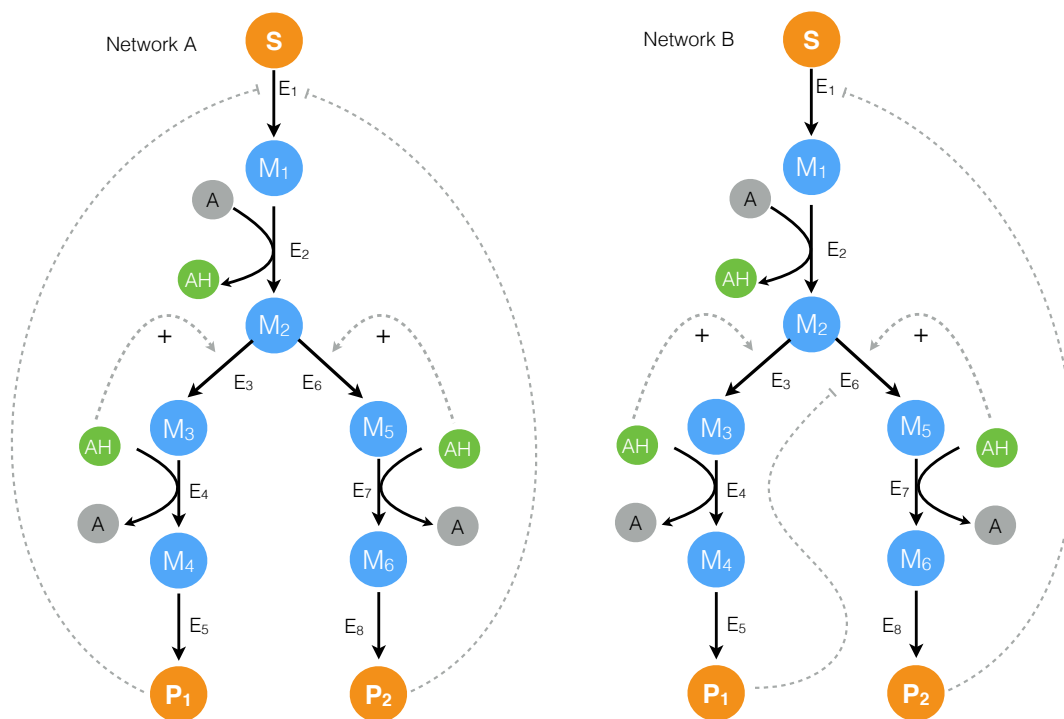 Network A
S
E₁
M₁
A
E₂
AH
M₂
+
+
E₃
E₆
M₃
M₅
AH
AH
E₄
E₇
A
A
M₄
M₆
E₅
E₈
P₁
P₂
Network B
S
E₁
M₁
A
E₂
AH
M₂
+
+
E₃
E₆
M₃
M₅
AH
AH
E₄
E₇
A
A
M₄
M₆
E₅
E₈
P₁
P₂